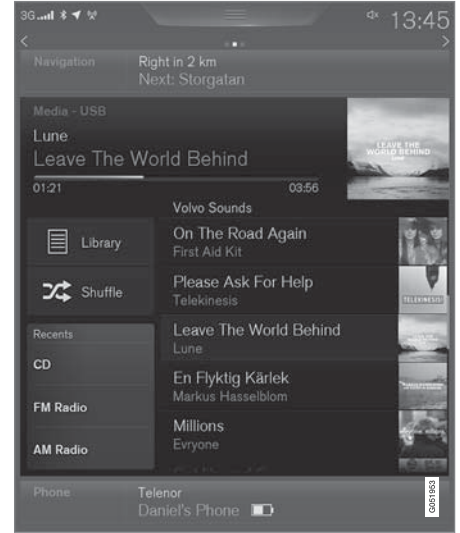 3G
13:45
Navigation
Right in 2 km
Next: Storgatan
Media - USB
Lune
Leave The World Behind
01:21
03:56
LEAVE THE
WORLD BEHIND
Volvo Sounds
Library
Shuffle
On The Road Again
First Aid Kit
Please Ask For Help
Telekinesis
TELEKINESIS!
Leave The World Behind
Lune
En Flyktig Kärlek
Markus Hasselblom
Millions
Evryone
Recents
CD
FM Radio
AM Radio
Phone
Telenor
Daniel's Phone
G051953